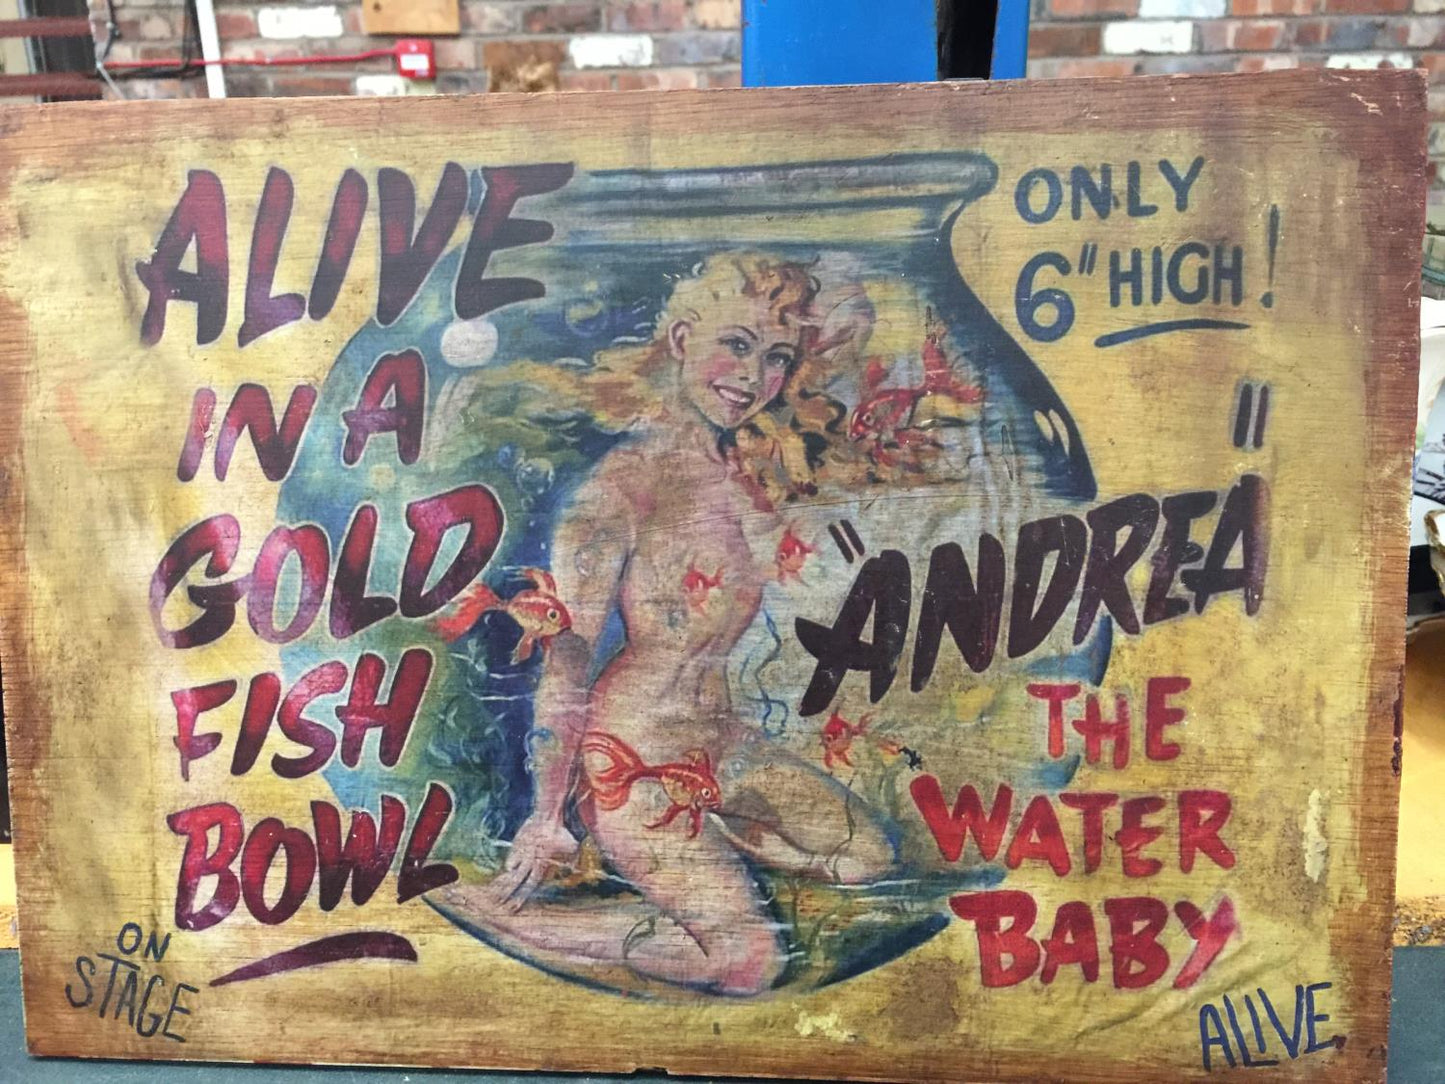 ALIVE
IN A
GOLD
FISH
BOWL
ON
STAGE
ONLY
6" HIGH!
"ANDREA"
THE
WATER
BABY
ALIVE